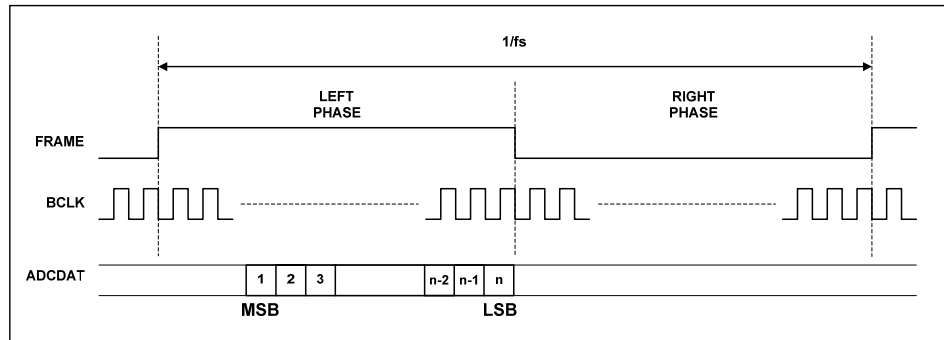 1/fs
LEFT
PHASE
RIGHT
PHASE
FRAME
BCLK
ADCDAT
1 2 3 n-2 n-1 n
MSB LSB